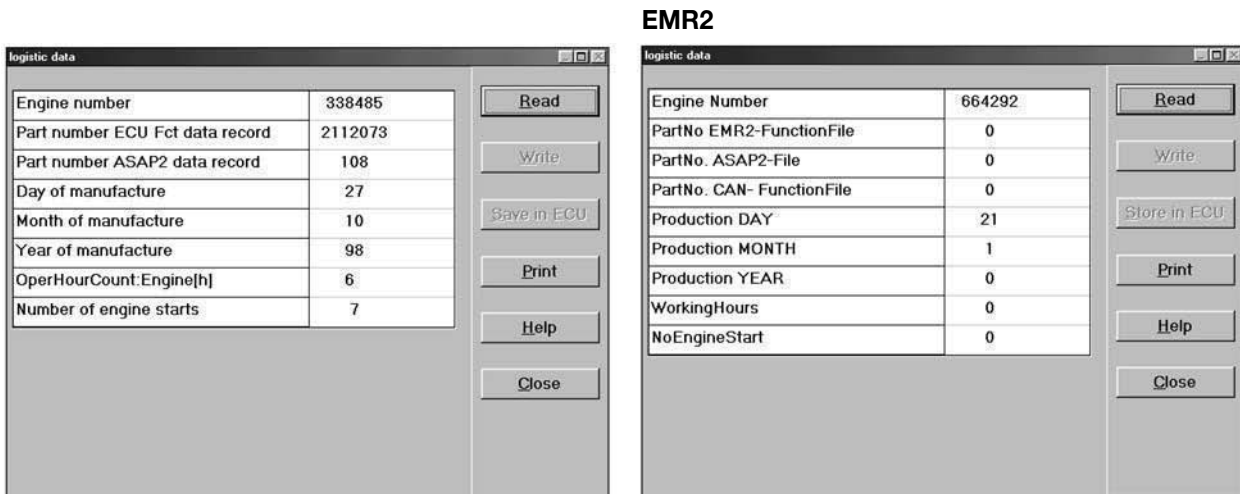 EMR2
logistic data
Engine number 338485
Part number ECU Fct data record 2112073
Part number ASAP2 data record 108
Day of manufacture 27
Month of manufacture 10
Year of manufacture 98
OperHourCount:Engine[h] 6
Number of engine starts 7
Read
Write
Save in ECU
Print
Help
Close
logistic data
Engine Number 664292
PartNo EMR2-FunctionFile 0
PartNo. ASAP2-File 0
PartNo. CAN- FunctionFile 0
Production DAY 21
Production MONTH 1
Production YEAR 0
WorkingHours 0
NoEngineStart 0
Read
Write
Store in ECU
Print
Help
Close